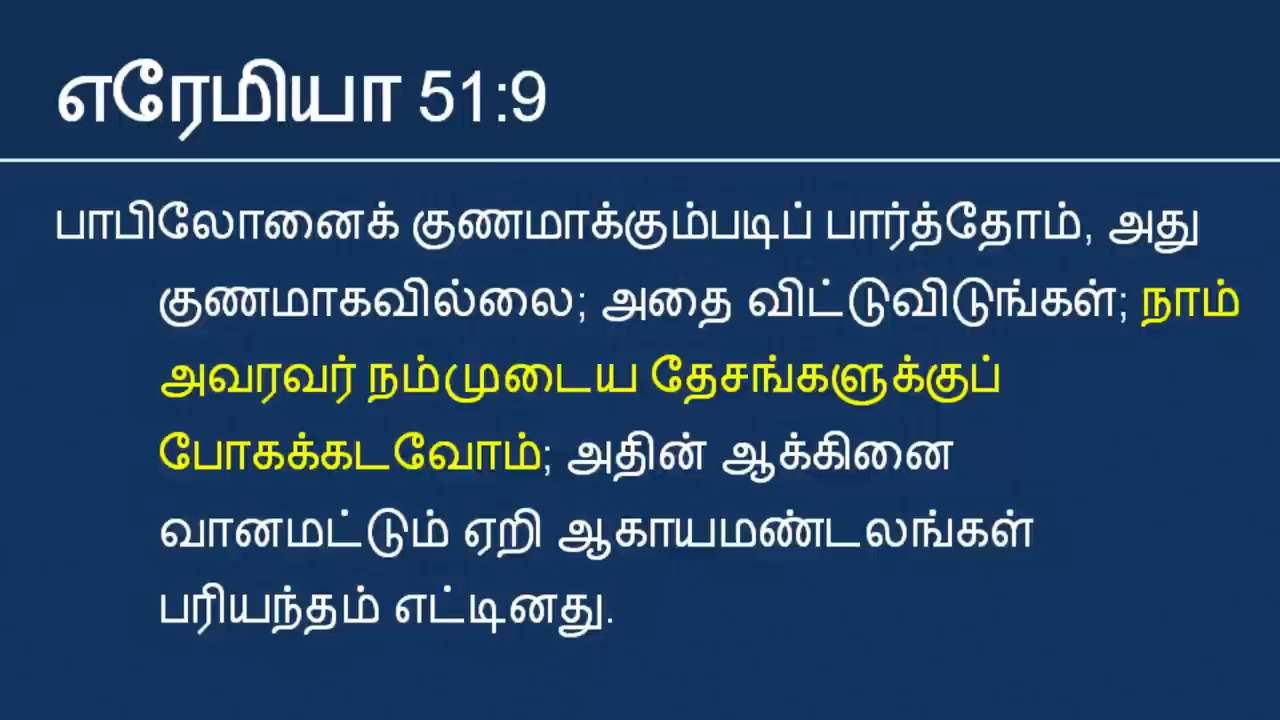 எரேமியா 51:9
பாபிலோனைக் குணமாக்கும்படிப் பார்த்தோம், அது
குணமாகவில்லை; அதை விட்டுவிடுங்கள்; நாம்
அவரவர் நம்முடைய தேசங்களுக்குப்
போகக்கடவோம்; அதின் ஆக்கினை
வானமட்டும் ஏறி ஆகாயமண்டலங்கள்
பரியந்தம் எட்டினது.